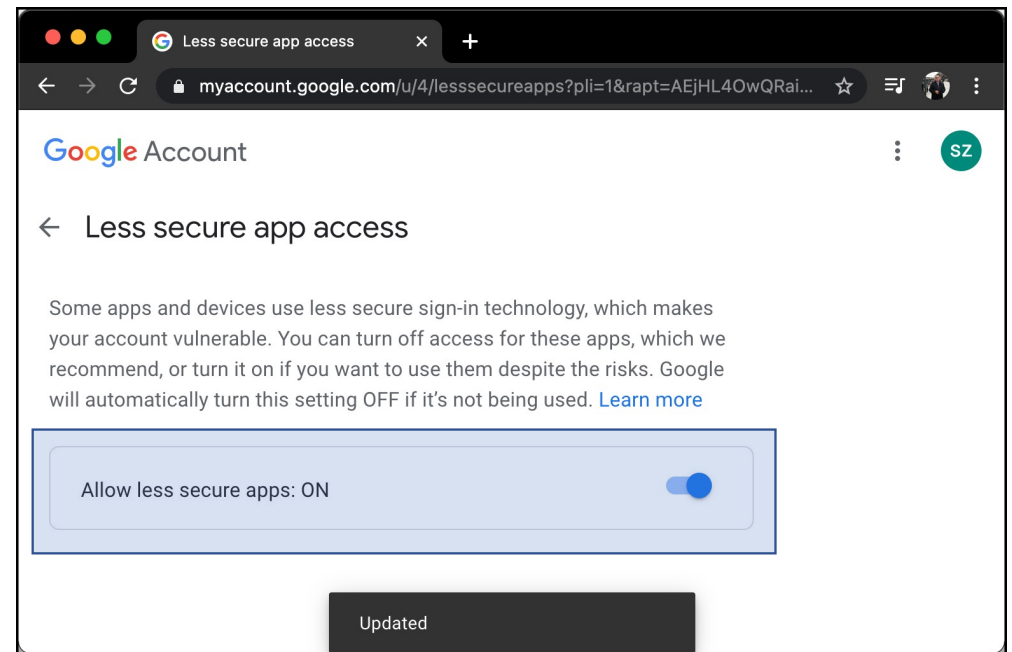 Less secure app access
myaccount.google.com/u/4/lesssecureapps?pli=1&rapt=AEjHL4OwQRai...
Google Account
SZ
Less secure app access
Some apps and devices use less secure sign-in technology, which makes
your account vulnerable. You can turn off access for these apps, which we
recommend, or turn it on if you want to use them despite the risks. Google
will automatically turn this setting OFF if it's not being used. Learn more
Allow less secure apps: ON
Updated